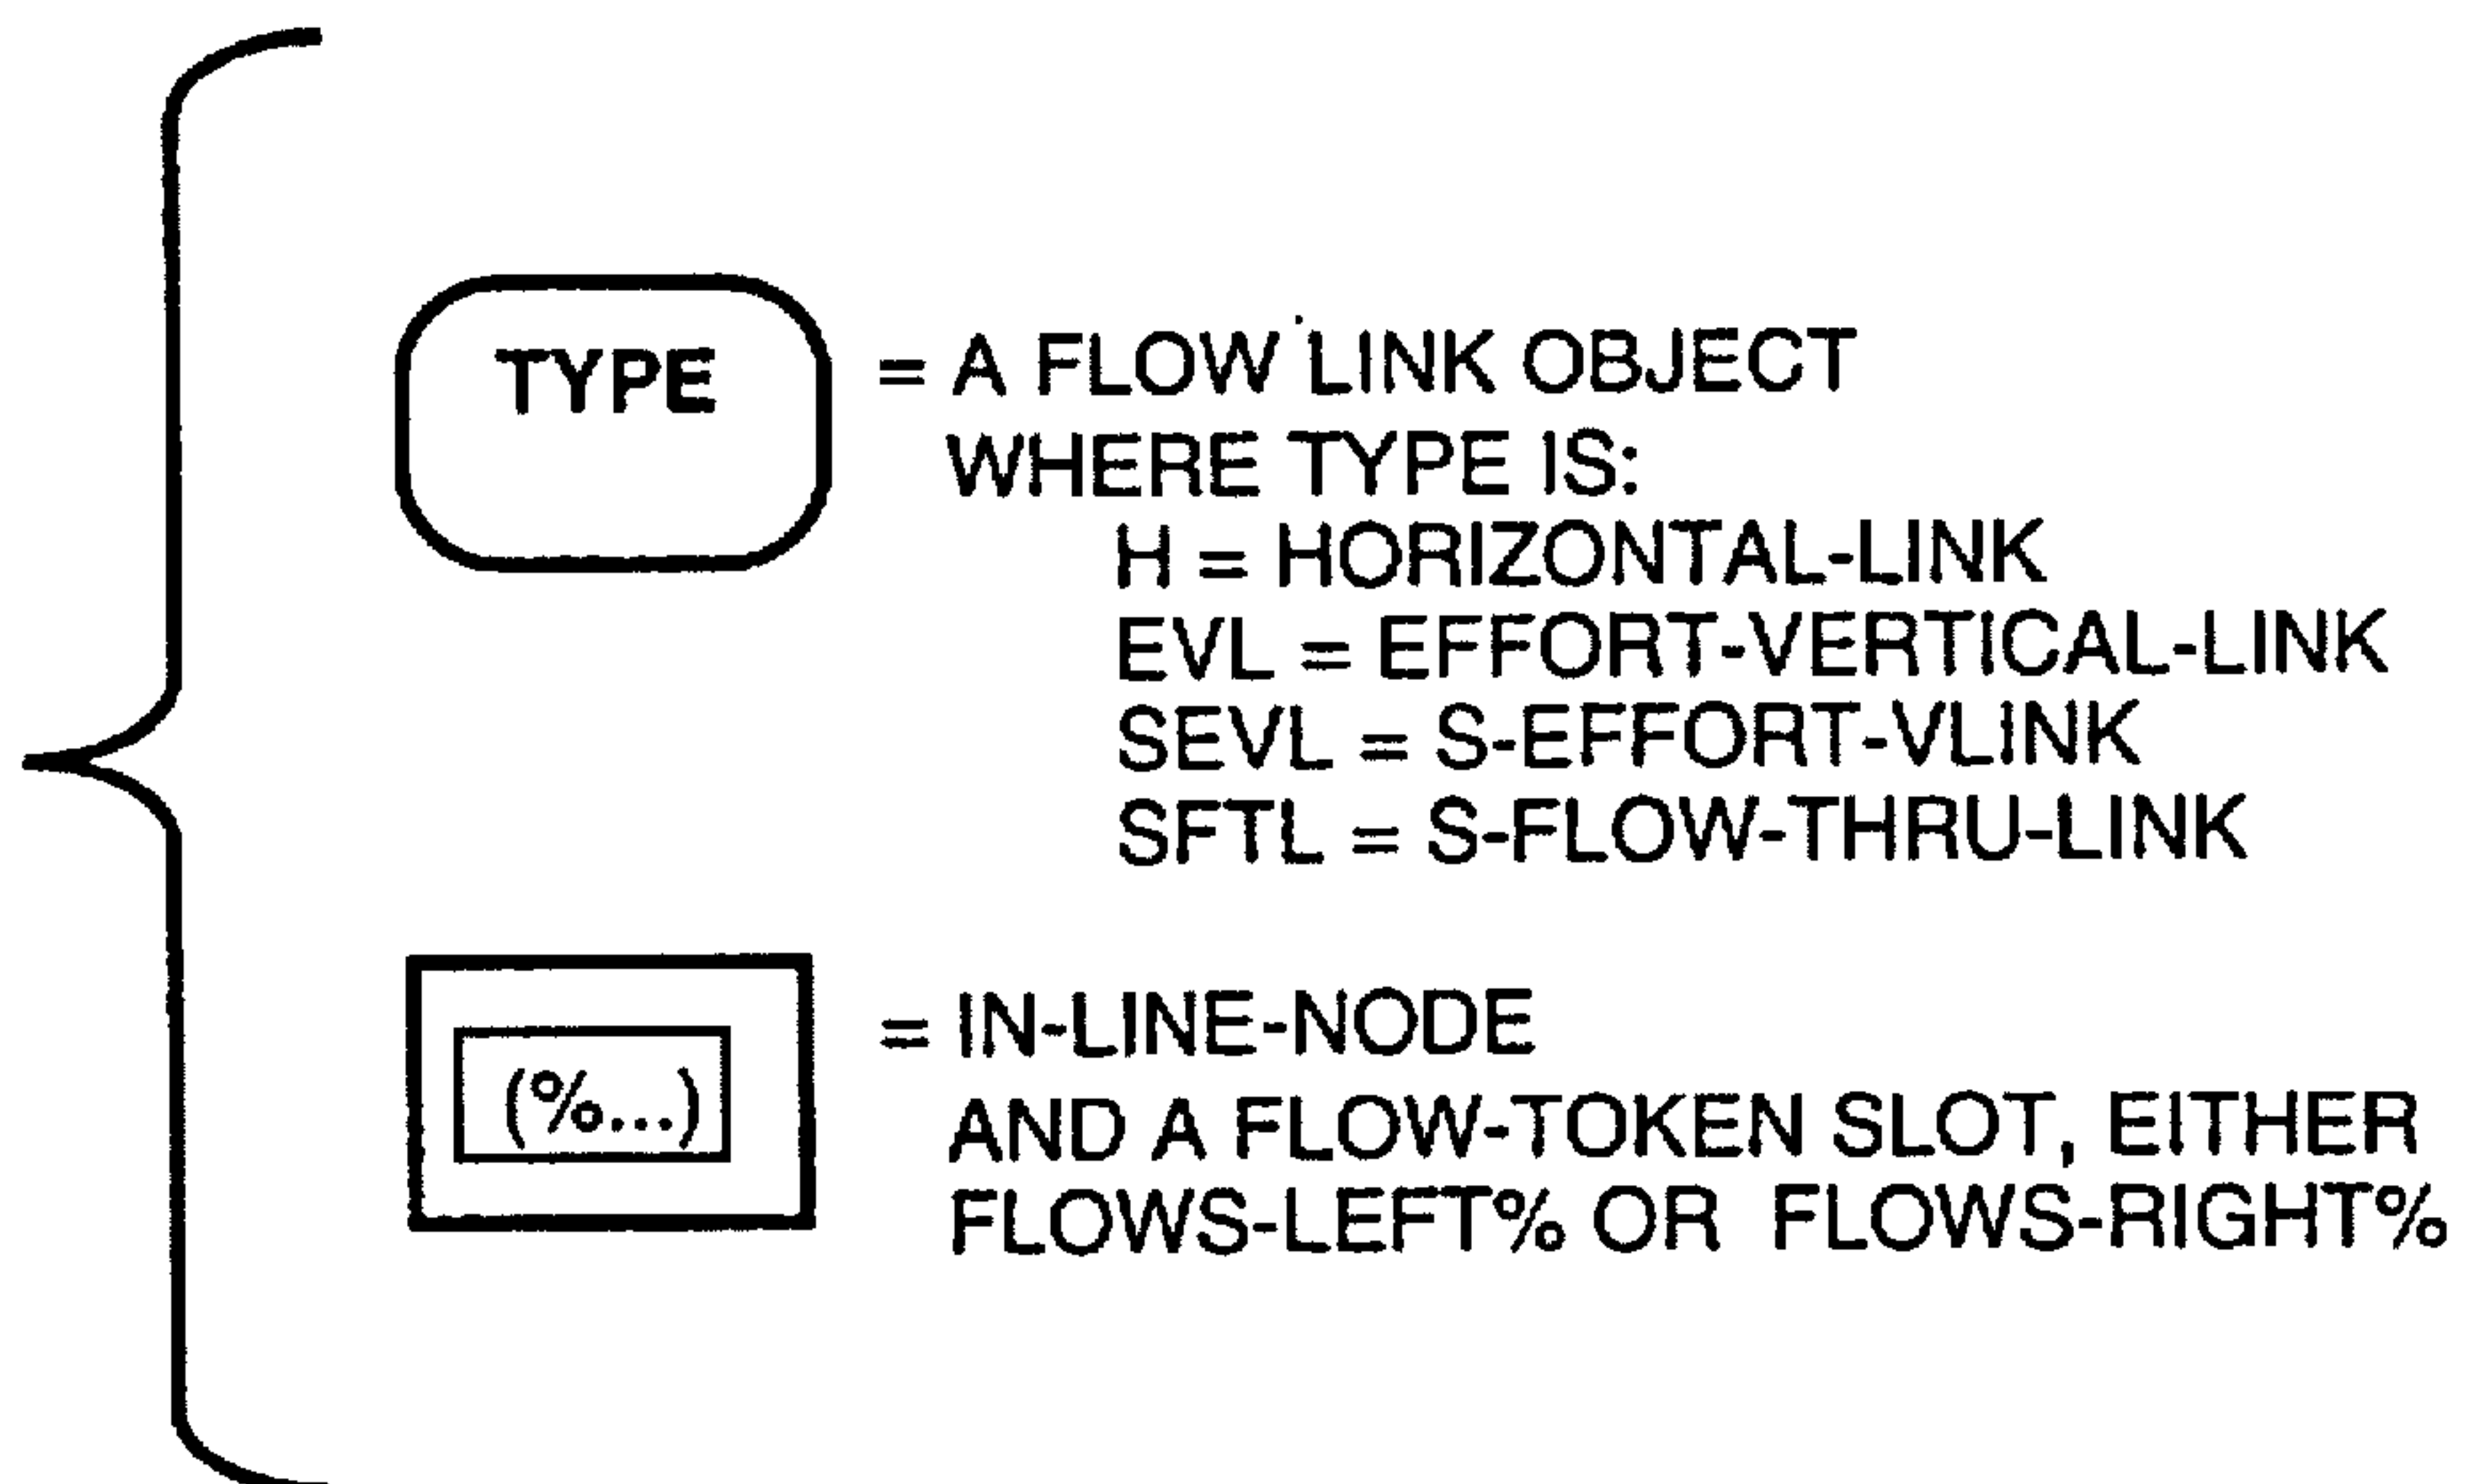 TYPE = A FLOW LINK OBJECT
WHERE TYPE IS:
H = HORIZONTAL-LINK
EVL = EFFORT-VERTICAL-LINK
SEVL = S-EFFORT-VLINK
SFTL = S-FLOW-THRU-LINK
= IN-LINE-NODE
(%...) AND A FLOW-TOKEN SLOT, EITHER
FLOWS-LEFT% OR FLOWS-RIGHT%